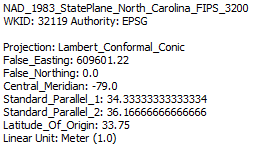 NAD_1983_StatePlane_North_Carolina_FIPS_3200
WKID: 32119 Authority: EPSG
Projection: Lambert_Conformal_Conic
False_Easting: 609601.22
False_Northing: 0.0
Central_Meridian: -79.0
Standard_Parallel_1: 34.33333333333334
Standard_Parallel_2: 36.16666666666666
Latitude_Of_Origin: 33.75
Linear Unit: Meter (1.0)